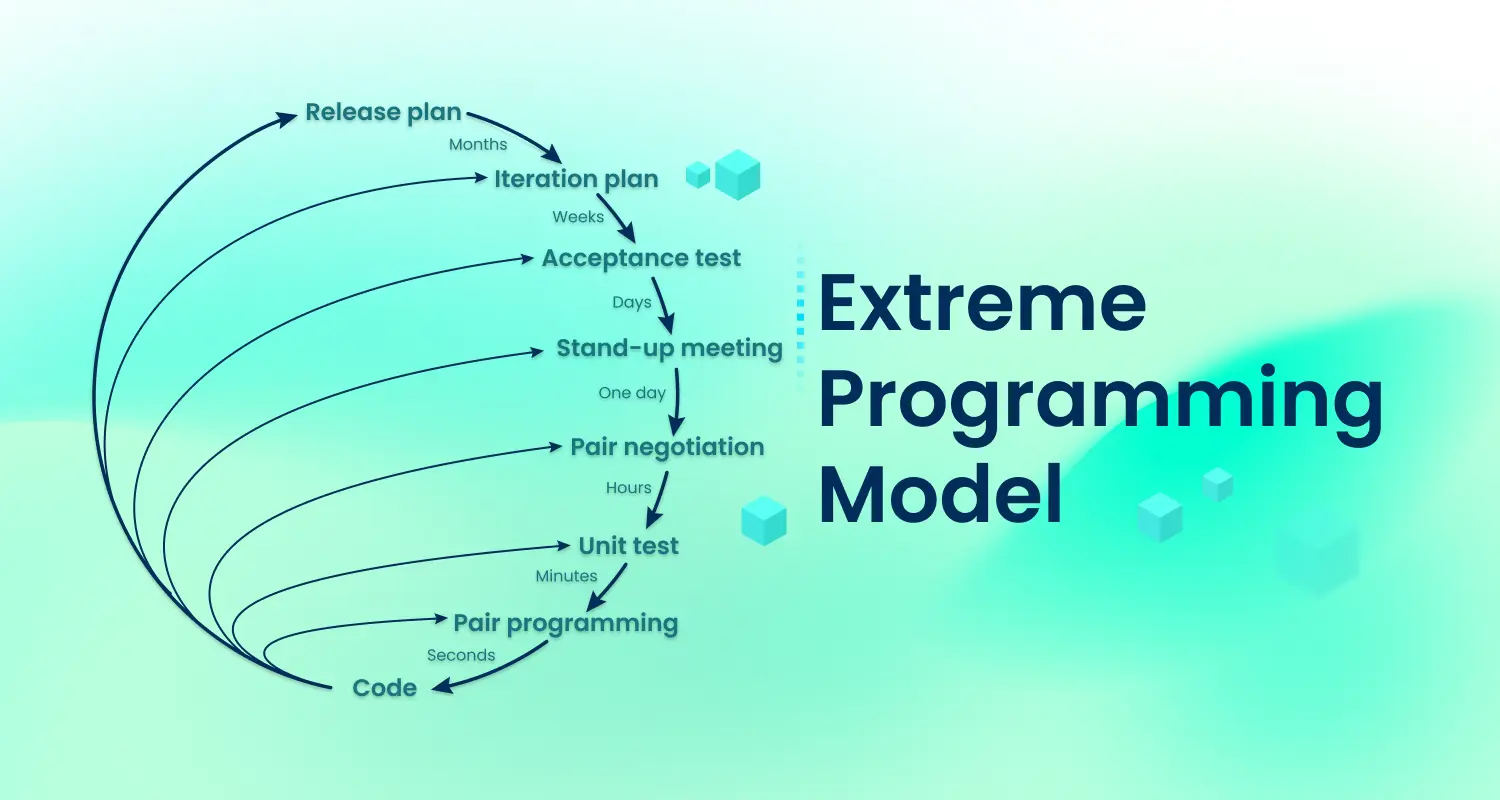 Release plan
Months
Iteration plan
Weeks
Acceptance test
Days
Stand-up meeting
One day
Pair negotiation
Hours
Unit test
Minutes
Pair programming
Seconds
Code
Extreme
Programming
Model